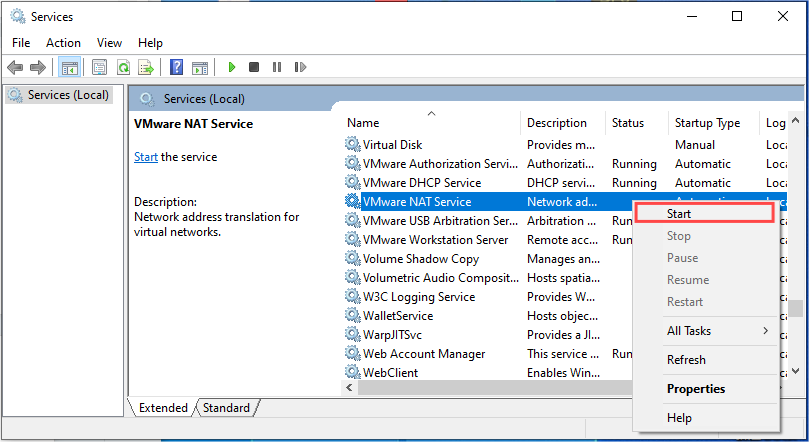 Services
File Action View Help
Services (Local)
Services (Local)
VMware NAT Service
Start the service
Description:
Network address translation for
virtual networks.
Name Description Status Startup Type Log
Virtual Disk Provides m... Manual Loca
VMware Authorization Servi... Authorizati... Running Automatic Loca
VMware DHCP Service DHCP servi... Running Automatic Loca
VMware NAT Service Network ad... Loca
VMware USB Arbitration Ser... Arbitration ... Run
VMware Workstation Server Remote acc... Run
Volume Shadow Copy Manages an...
Volumetric Audio Composit... Hosts spatia...
W3C Logging Service Provides W...
WalletService Hosts objec...
WarpJITSvc Provides a JI...
Web Account Manager This service ... Run
WebClient Enables Win...
Start
Stop
Pause
Resume
Restart
All Tasks
Refresh
Properties
Help
Extended Standard